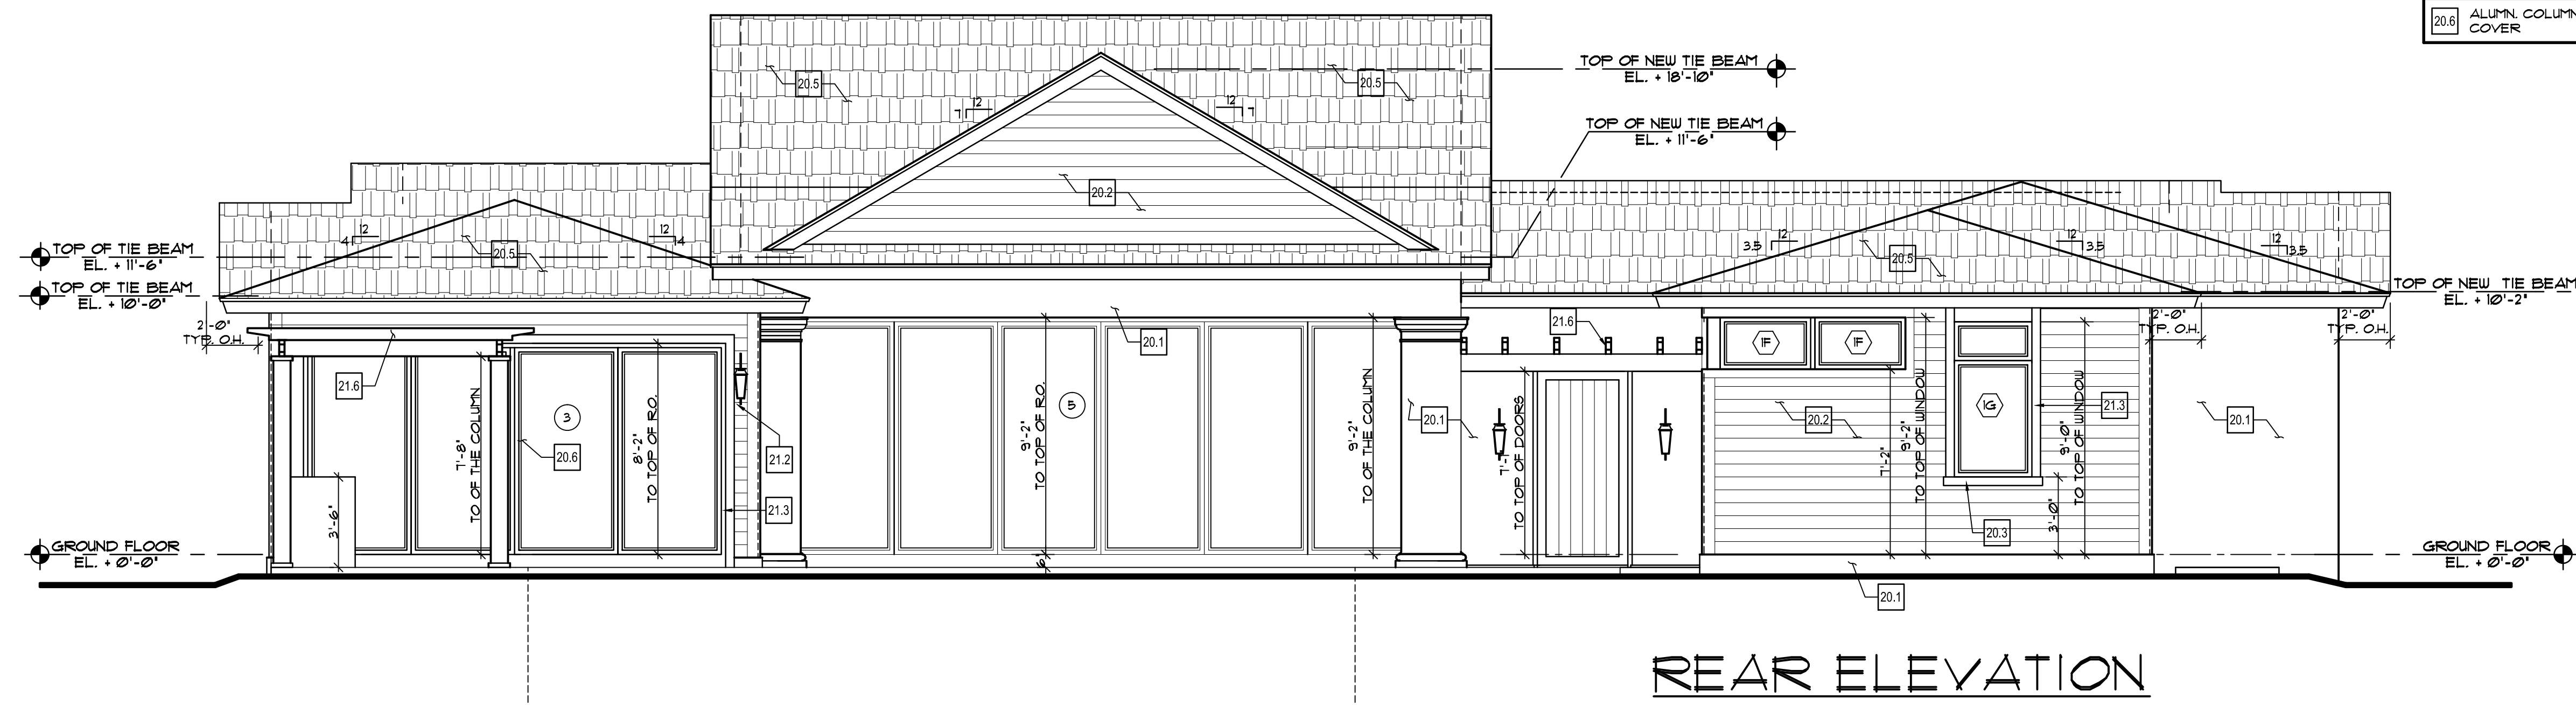 20.6
ALUMN. COLUMN
COVER
TOP OF NEW TIE BEAM
EL. + 18'-10"
TOP OF NEW TIE BEAM
EL. + 11'-6"
20.5
20.5
12
7
12
7
20.2
TOP OF TIE BEAM
EL. + 11'-6"
TOP OF TIE BEAM
EL. + 10'-0"
12
4
12
4
20.5
12
3.5
12
3.5
12
3.5
20.5
TOP OF NEW TIE BEAM
EL. + 10'-2"
2'-0"
TYP. O.H.
2'-0"
TYP. O.H.
2'-0"
TYP. O.H.
21.6
7'-8"
TO OF THE COLUMN
3
20.6
8'-2"
TO TOP OF R.O.
3'-6"
21.2
21.3
20.1
9'-2"
TO TOP OF R.O.
5
6"
9'-2"
TO OF THE COLUMN
20.1
21.6
TO TOP OF DOORS
1F
1F
20.2
7'-2"
9'-2"
TO TOP OF WINDOW
1G
21.3
20.3
3'-0"
9'-0"
TO TOP OF WINDOW
20.1
20.1
GROUND FLOOR
EL. + 0'-0"
GROUND FLOOR
EL. + 0'-0"
REAR ELEVATION